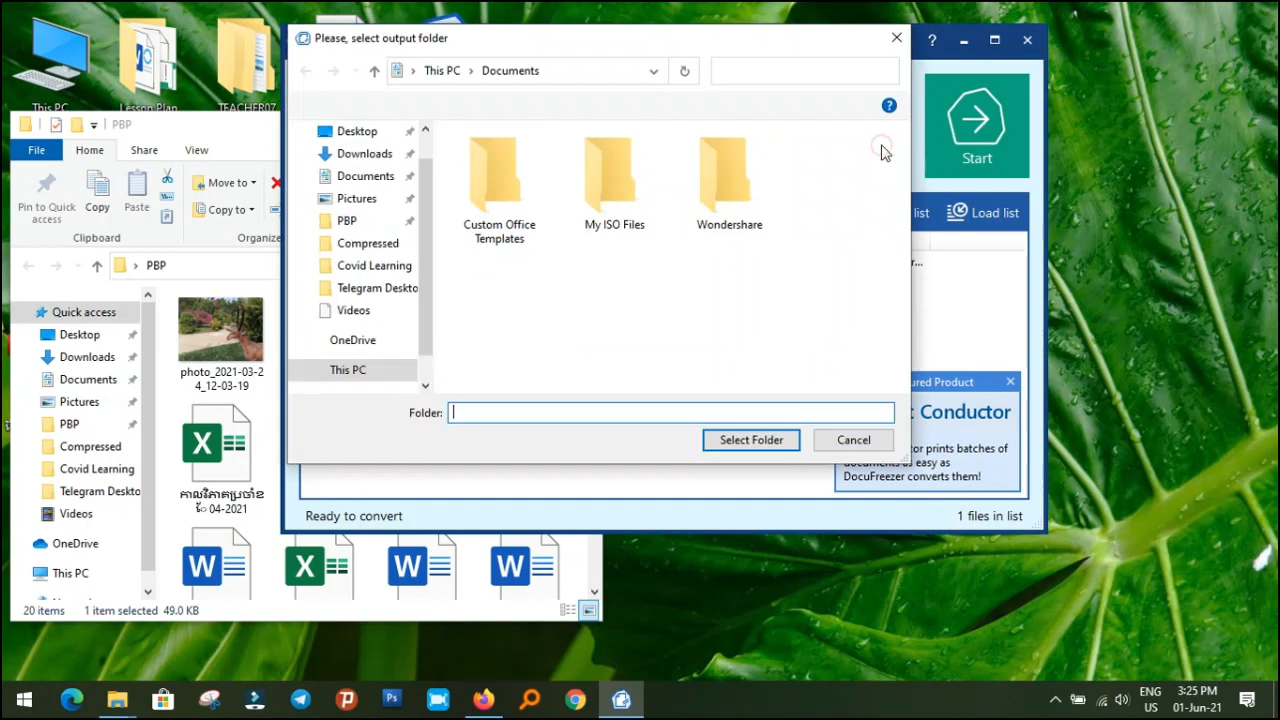 This PC
Lesson Plan
TEACHER07
PBP
File
Home
Share
View
Pin to Quick
access
Copy
Paste
Move to
Copy to
Clipboard
Organize
PBP
Quick access
Desktop
Downloads
Documents
Pictures
PBP
Compressed
Covid Learning
Telegram Deskto
Videos
OneDrive
This PC
photo_2021-03-2
4_12-03-19
20 items
1 item selected 49.0 KB
Please, select output folder
This PC
Documents
Desktop
Downloads
Documents
Pictures
PBP
Compressed
Covid Learning
Telegram Deskto
Videos
OneDrive
This PC
Custom Office
Templates
My ISO Files
Wondershare
Folder:
Select Folder
Cancel
Start
list
Load list
r...
ured Product
t Conductor
tor prints batches of
documents as easy as
DocuFreezer converts them!
Ready to convert
1 files in list
ENG
US
3:25 PM
01-Jun-21